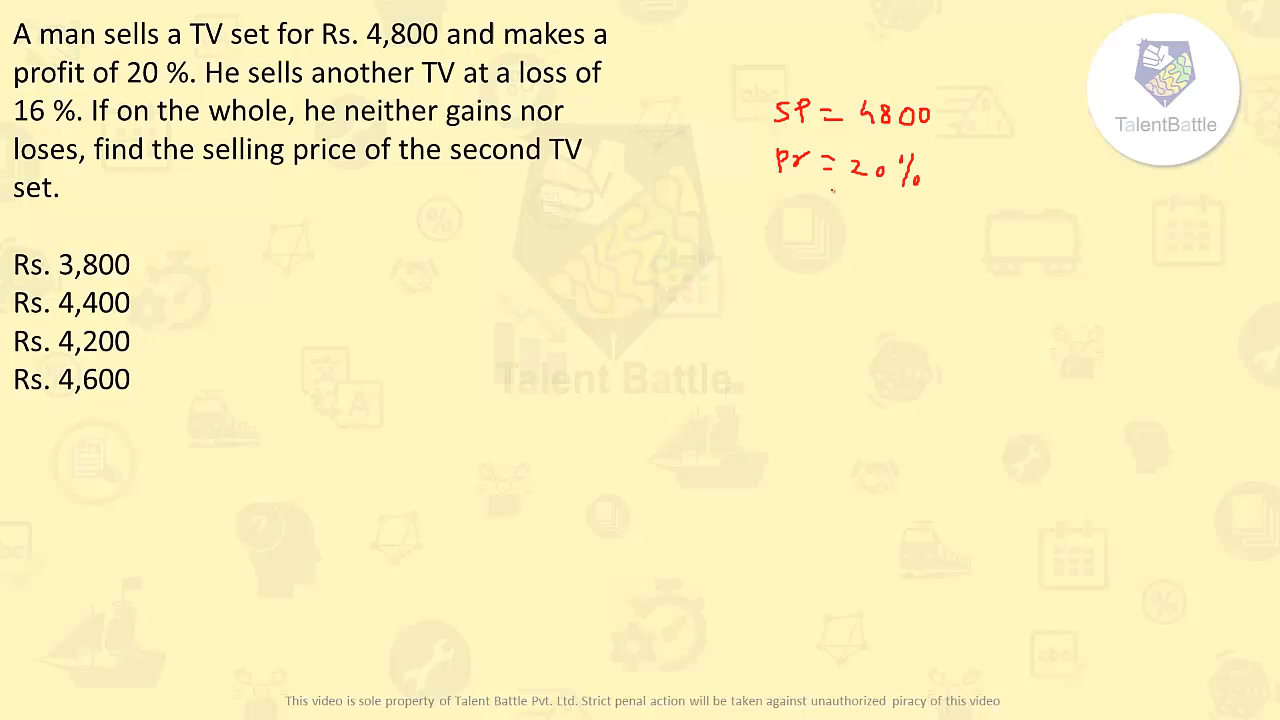 A man sells a TV set for Rs. 4,800 and makes a
profit of 20 %. He sells another TV at a loss of
16 %. If on the whole, he neither gains nor
loses, find the selling price of the second TV
set.
Rs. 3,800
Rs. 4,400
Rs. 4,200
Rs. 4,600
SP = 4800
Pr = 20%
TalentBattle
Talent Battle
This video is sole property of Talent Battle Pvt. Ltd. Strict penal action will be taken against unauthorized piracy of this video